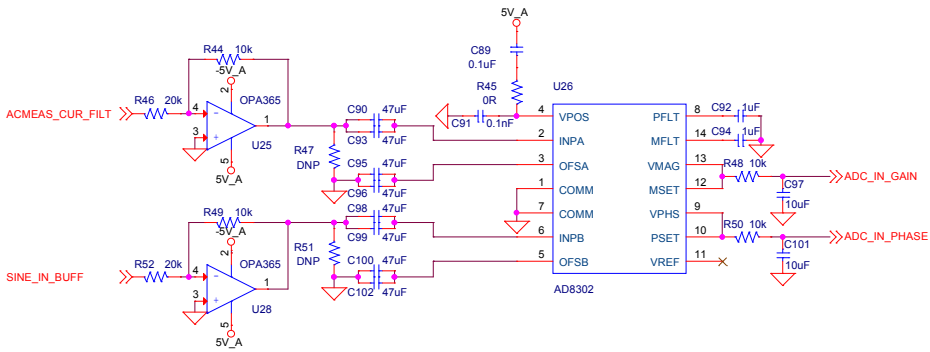 5V_A
C89
0.1uF
R45
0R
C91
0.1nF
U26
R44 10k
-5V_A
2
ACMEAS_CUR_FILT
R46 20k
4
OPA365
1
3
U25
5
5V_A
C90 47uF
C93
R47
DNP
C95 47uF
C96
47uF
4 VPOS
2 INPA
3 OFSA
1 COMM
7 COMM
6 INPB
5 OFSB
PFLT 8
MFLT 14
VMAG 13
MSET 12
VPHS 9
PSET 10
VREF 11
AD8302
C92 1uF
C94 1uF
R48 10k
ADC_IN_GAIN
C97
10uF
R50 10k
ADC_IN_PHASE
C101
10uF
R49 10k
-5V_A
2
SINE_IN_BUFF
R52 20k
4
OPA365
1
3
U28
5
5V_A
C98 47uF
C99 47uF
R51
DNP
C100 47uF
C102 47uF